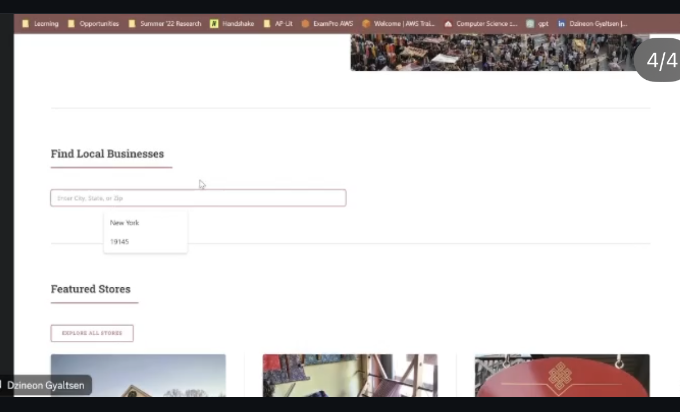 Learning Opportunities Summer '22 Research Handshake AP-Lit ExamPro AWS Welcome | AWS Trai... Computer Science :... gpt Dzineon Gyaltsen |...
4/4
Find Local Businesses
Enter City, State, or Zip
New York
19145
Featured Stores
EXPLORE ALL STORES
Dzineon Gyaltsen